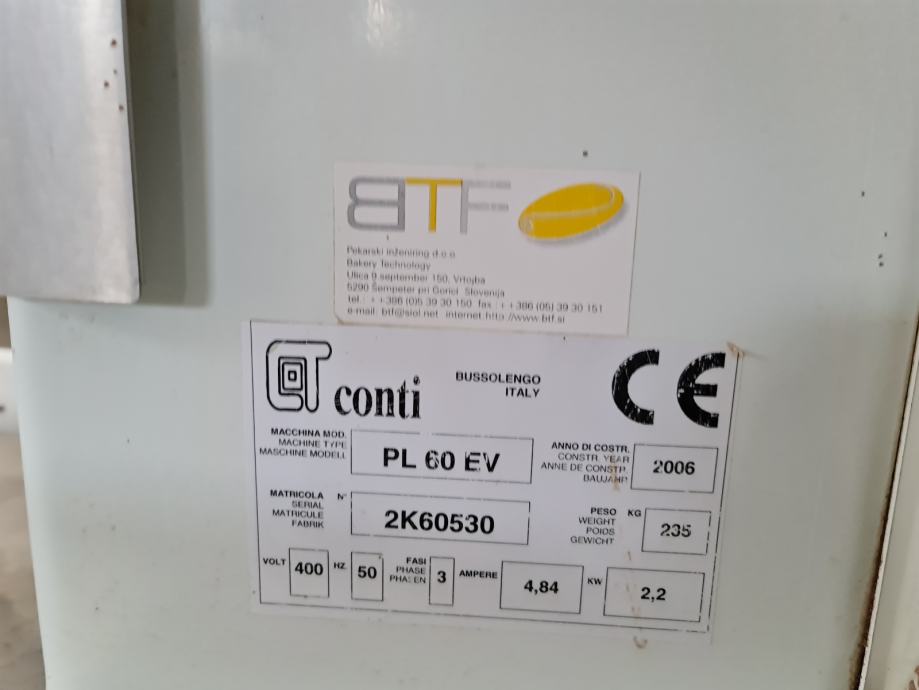 BTF
Pekarski inženiring d.o.o.
Bakery Technology
Ulica 9.september 150, Vrtojba
5290 Šempeter pri Gorici Slovenija
tel.: + +386 (0)5 39 30 150 fax.: + +386 (05) 39 30 151
e-mail: btf@siol.net internet:http://www.btf.si
conti
BUSSOLENGO
ITALY
CE
MACCHINA MOD.
MACHINE TYPE
MASCHINE MODELL
PL 60 EV
ANNO DI COSTR.
CONSTR. YEAR
ANNE DE CONSTR.
BAUJAHR
2006
MATRICOLA N°
SERIAL
MATRICULE
FABRIK
2K60530
PESO KG
WEIGHT
POIDS
GEWICHT
235
VOLT 400 HZ. 50
FASI
PHASE
PHASEN
3
AMPERE 4,84 KW 2,2